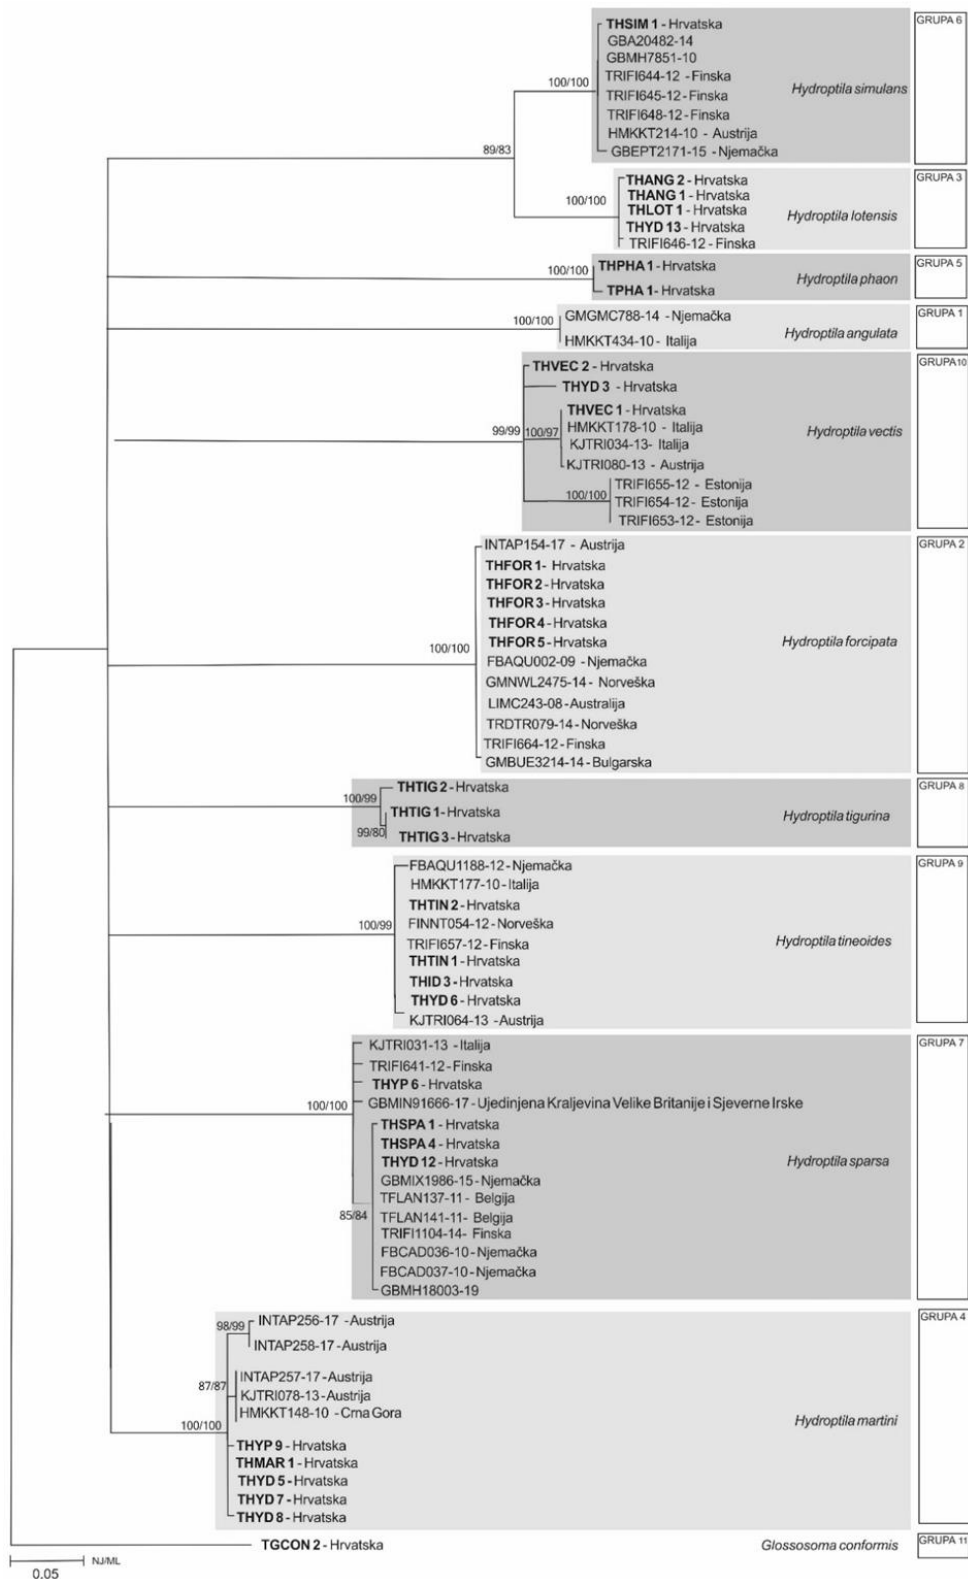 GRUPA 6
THSIM 1 - Hrvatska
GBA20482-14
GBMH7851-10
100/100
TRIFI644-12 - Finska
Hydroptila simulans
TRIFI645-12 - Finska
TRIFI648-12 - Finska
HMKKT214-10 - Austrija
89/83
GBEPT2171-15 - Njemačka
GRUPA 3
THANG 2 - Hrvatska
THANG 1 - Hrvatska
100/100
THLOT 1 - Hrvatska
Hydroptila lotensis
THYD 13 - Hrvatska
TRIFI646-12 - Finska
GRUPA 5
THPHA 1 - Hrvatska
100/100
Hydroptila phaon
TPHA 1 - Hrvatska
GRUPA 1
GMGMC788-14 - Njemačka
100/100
Hydroptila angulata
HMKKT434-10 - Italija
GRUPA10
THVEC 2 - Hrvatska
THYD 3 - Hrvatska
THVEC 1 - Hrvatska
99/99
100/97
HMKKT178-10 - Italija
Hydroptila vectis
KJTRI034-13- Italija
KJTRI080-13 - Austrija
TRIFI655-12 - Estonija
100/100
TRIFI654-12 - Estonija
TRIFI653-12 - Estonija
GRUPA 2
INTAP154-17 - Austrija
THFOR 1- Hrvatska
THFOR 2 - Hrvatska
THFOR 3 - Hrvatska
THFOR 4 - Hrvatska
THFOR 5 - Hrvatska
Hydroptila forcipata
100/100
FBAQU002-09 - Njemačka
GMNWL2475-14 - Norveška
LIMC243-08 - Australija
TRDTR079-14 - Norveška
TRIFI664-12 - Finska
GMBUE3214-14 - Bulgarska
GRUPA 8
THTIG 2 - Hrvatska
100/99
THTIG 1 - Hrvatska
Hydroptila tigurina
99/80
THTIG 3 - Hrvatska
GRUPA 9
FBAQU1188-12 - Njemačka
HMKKT177-10 - Italija
THTIN 2 - Hrvatska
100/99
FINNT054-12 - Norveška
TRIFI657-12 - Finska
Hydroptila tineoides
THTIN 1 - Hrvatska
THID 3 - Hrvatska
THYD 6 - Hrvatska
KJTRI064-13 - Austrija
GRUPA 7
KJTRI031-13 - Italija
TRIFI641-12 - Finska
THYP 6 - Hrvatska
100/100
GBMIN91666-17 - Ujedinjena Kraljevina Velike Britanije i Sjeverne Irske
THSPA 1 - Hrvatska
THSPA 4 - Hrvatska
THYD 12 - Hrvatska
Hydroptila sparsa
GBMIX1986-15 - Njemačka
TFLAN137-11 - Belgija
85/84
TFLAN141-11- Belgija
TRIFI1104-14- Finska
FBCAD036-10 - Njemačka
FBCAD037-10 - Njemačka
GBMH18003-19
GRUPA 4
INTAP256-17 - Austrija
98/99
INTAP258-17 - Austrija
INTAP257-17 - Austrija
87/87
KJTRI078-13 - Austrija
HMKKT148-10 - Crna Gora
Hydroptila martini
100/100
THYP 9 - Hrvatska
THMAR 1 - Hrvatska
THYD 5 - Hrvatska
THYD 7 - Hrvatska
THYD 8 - Hrvatska
GRUPA 11
TGCON 2 - Hrvatska
Glossosoma conformis
NJ/ML
0.05